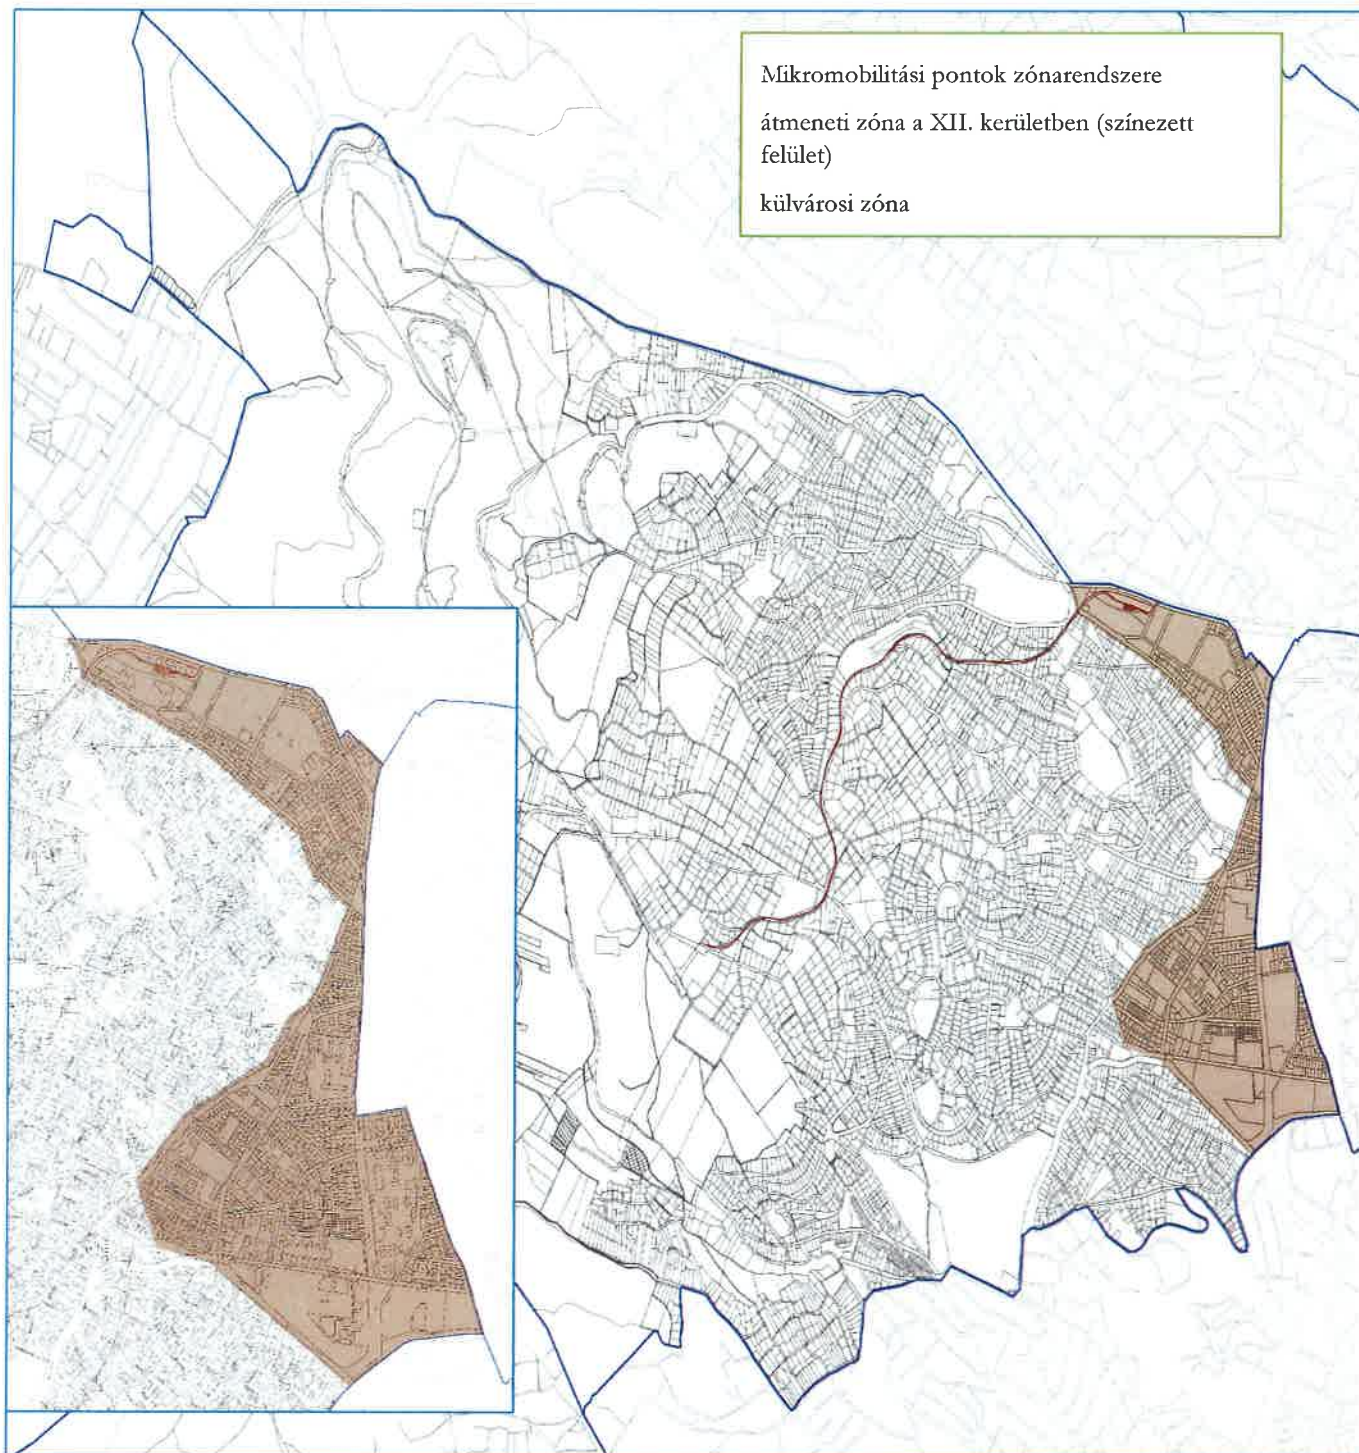 Mikromobilitási pontok zónarendszere
átmeneti zóna a XII. kerületben (színezett
felület)
külvárosi zóna